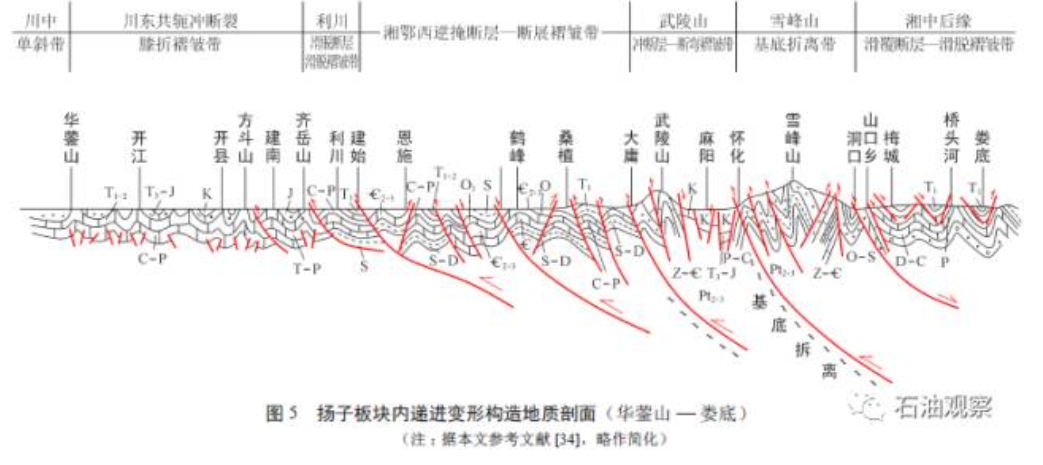 川中 川东共轭冲断裂 利川 湘鄂西逆掩断层—断展褶皱带 武陵山 雪峰山 湘中后缘
单斜带 膝折褶皱带 滑脱断层 冲断层—断弯褶皱带 基底折离带 滑覆断层—滑脱褶皱带
滑脱褶皱带
华蓥山 开江 开县 方斗山 建南 齐岳山 利川 建始 恩施 鹤峰 桑植 大庸 武陵山 麻阳 怀化 雪峰山 洞口 山口乡 梅城 桥头河 娄底
T₁₋₂ T₃-J K J C-P T €₂₋₃ C-P T₁₋₂ O₁ S € O T₁ K T₁ T₁
C-P T-P S S-D €₂₋₃ € S-D C-P S-D Z-€ T₃-J P-C Pt₂₋₃ Z-€ O-S D-C P
K
Pt₂₋₃
基底拆离
图 5 扬子板块内递进变形构造地质剖面（华蓥山 — 娄底）
（注：据本文参考文献 [34]，略作简化）
石油观察